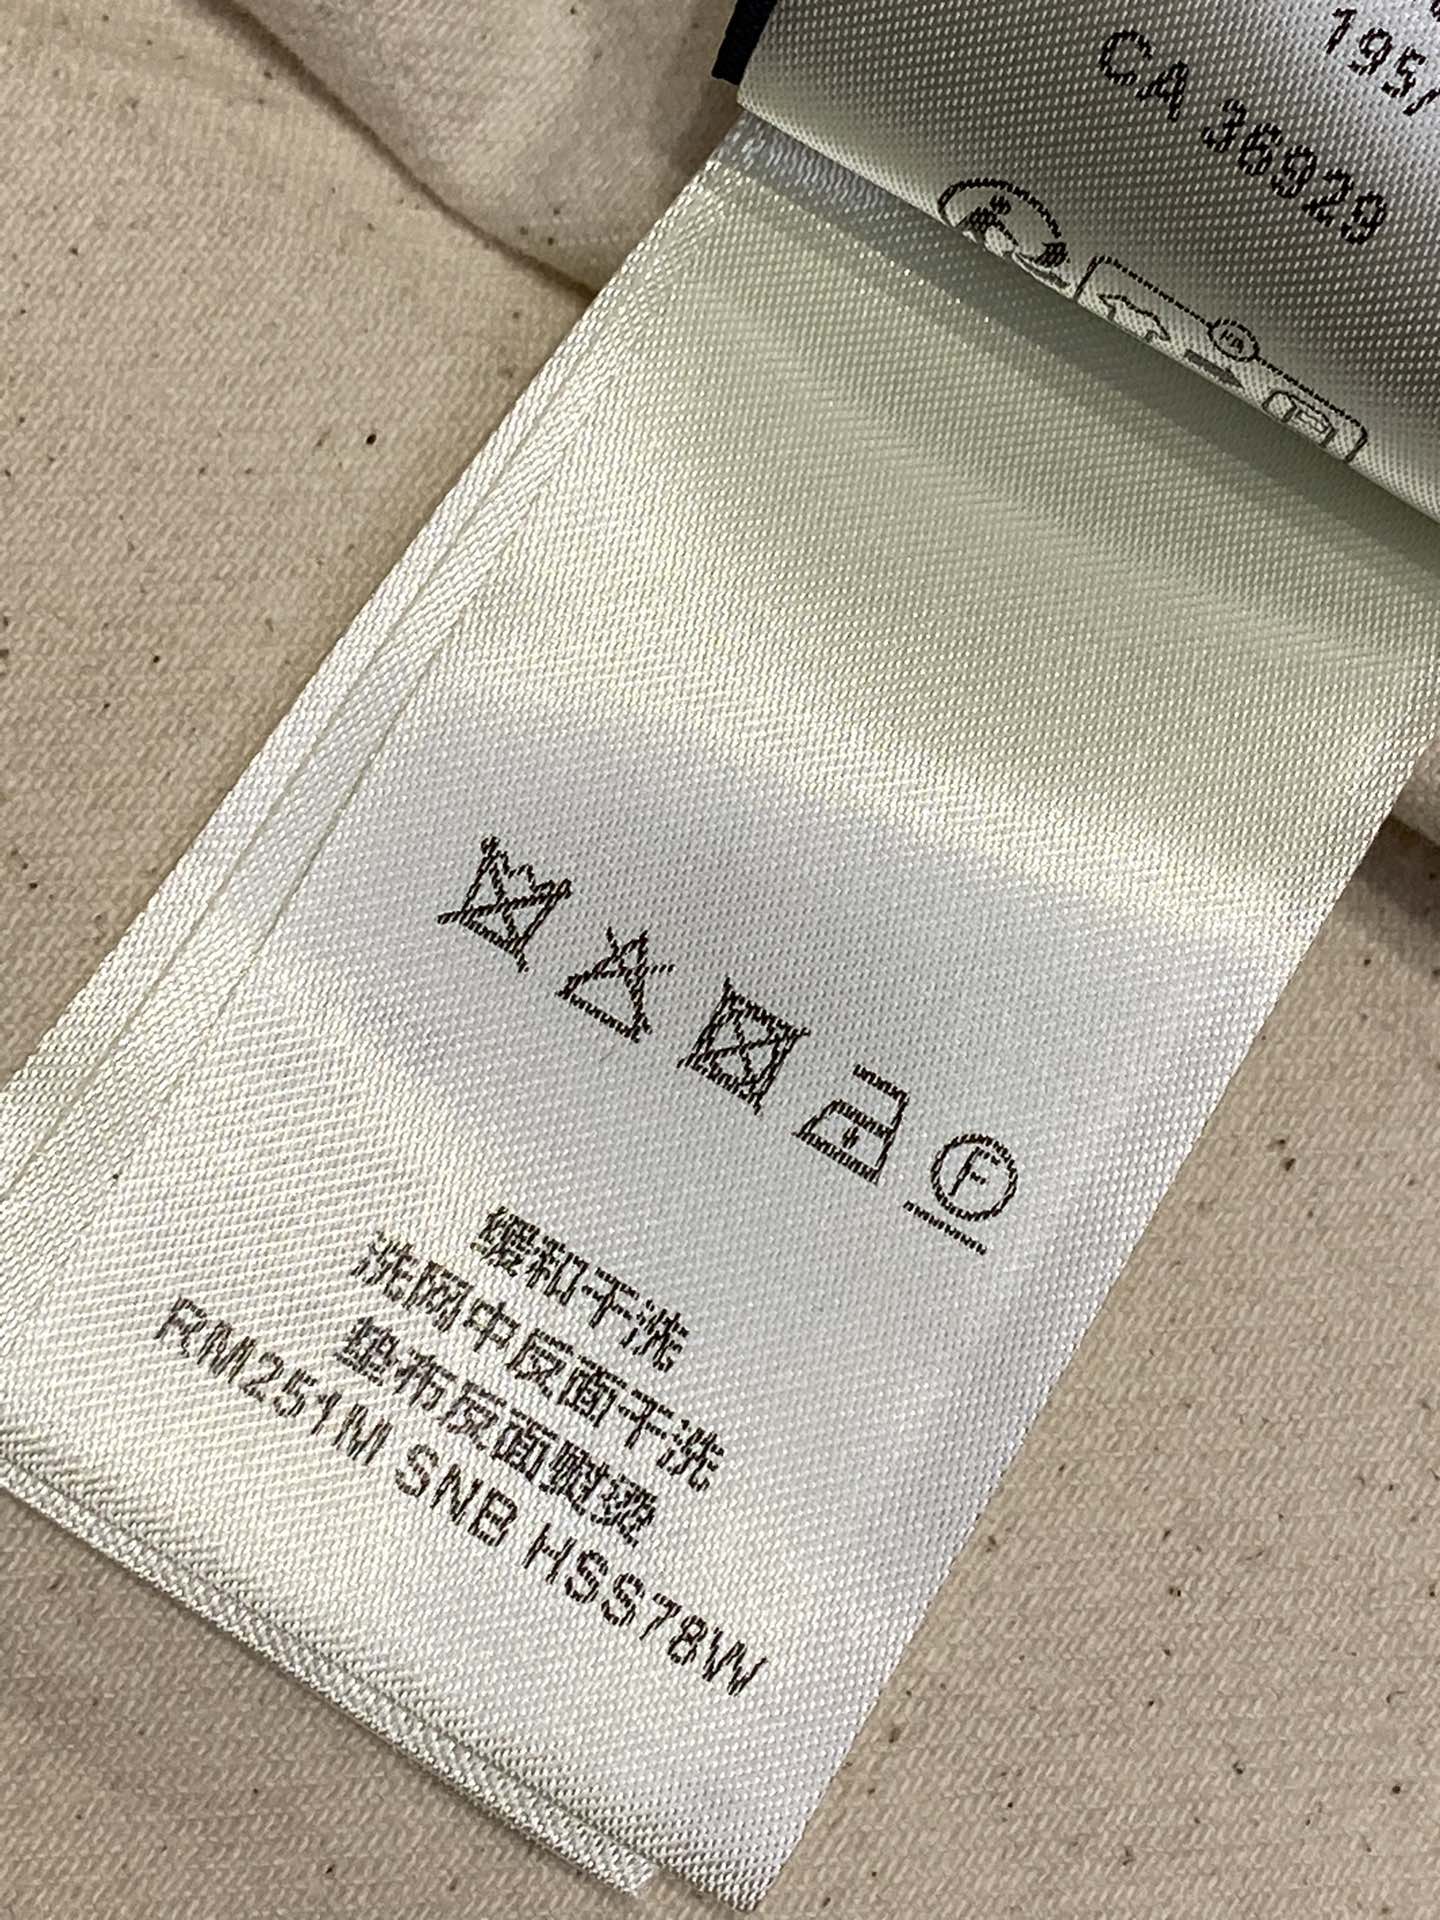 195/
CA 36929
F
缓和干洗
洗网中反面干洗
垫布反面熨烫
RM251M SNB HSS78W